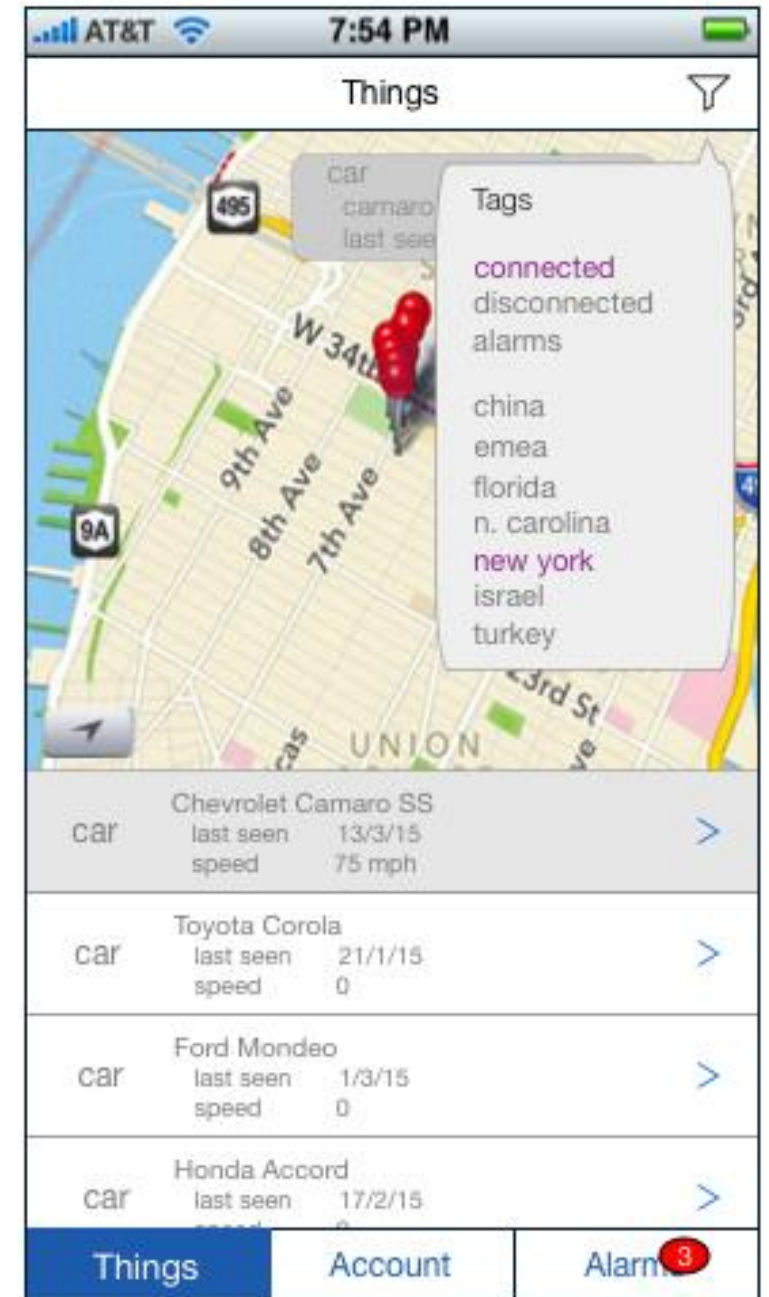 AT&T 7:54 PM
Things
car
camaro
last see
Tags
connected
disconnected
alarms
china
emea
florida
n. carolina
new york
israel
turkey
495
W 34th
9th Ave
8th Ave
7th Ave
9A
3rd
23rd St
UNION
car
Chevrolet Camaro SS
last seen 13/3/15
speed 75 mph
>
car
Toyota Corola
last seen 21/1/15
speed 0
>
car
Ford Mondeo
last seen 1/3/15
speed 0
>
car
Honda Accord
last seen 17/2/15
>
Things Account Alarms 3